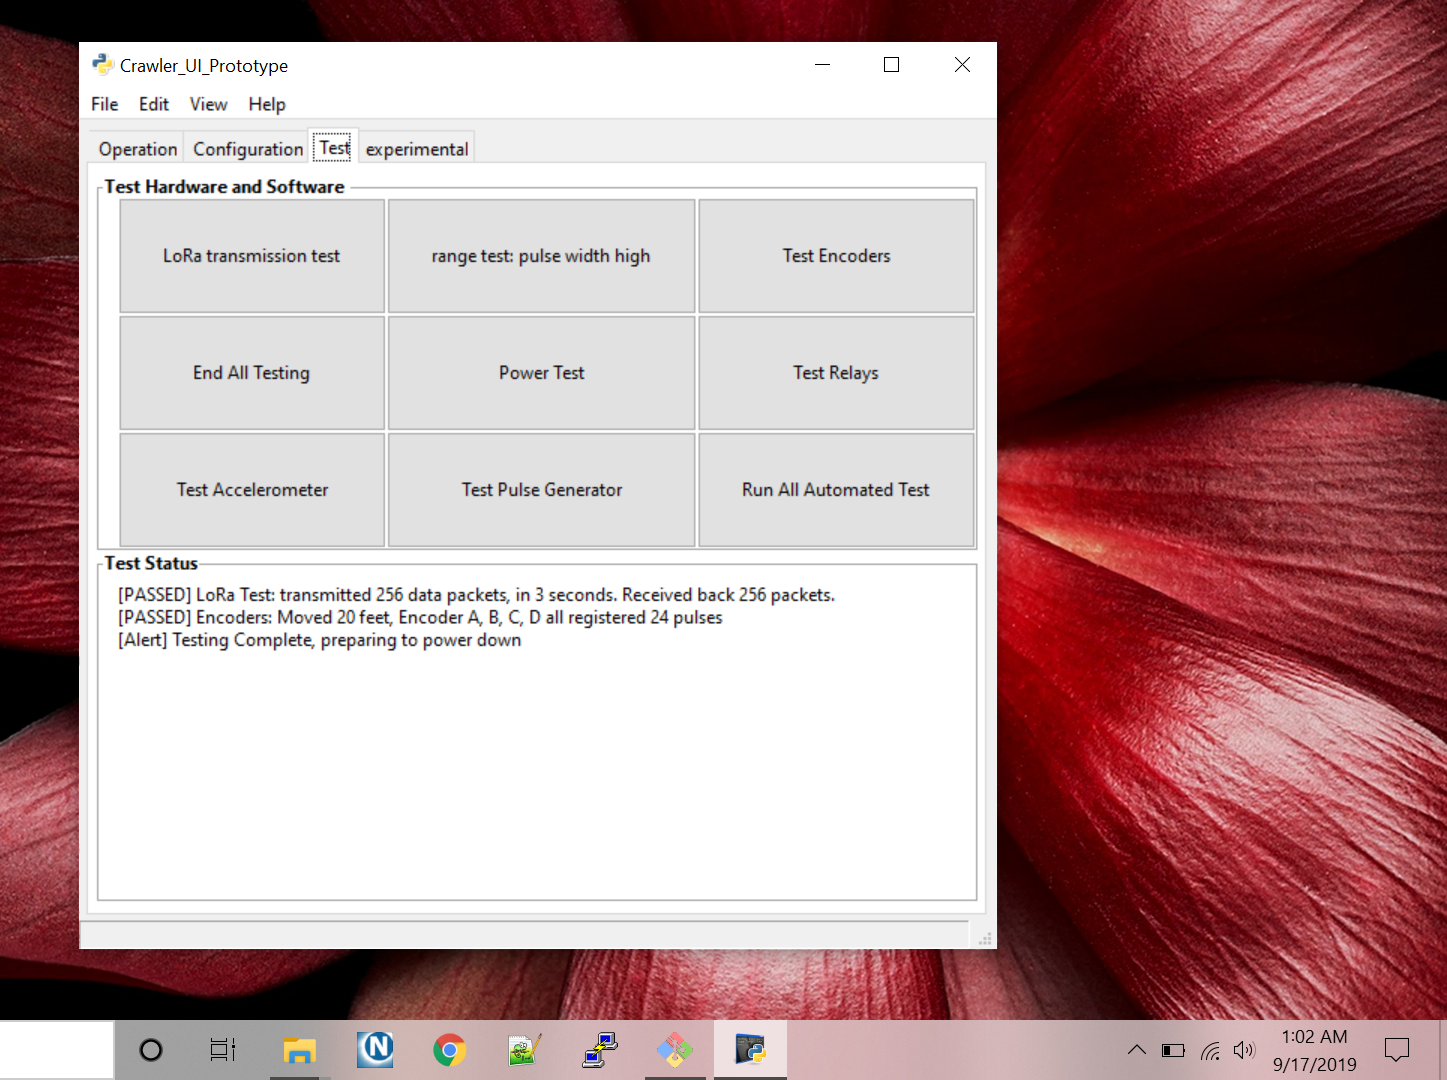 Crawler_UI_Prototype
File Edit View Help
Operation Configuration Test experimental
Test Hardware and Software
LoRa transmission test range test: pulse width high Test Encoders
End All Testing Power Test Test Relays
Test Accelerometer Test Pulse Generator Run All Automated Test
Test Status
[PASSED] LoRa Test: transmitted 256 data packets, in 3 seconds. Received back 256 packets.
[PASSED] Encoders: Moved 20 feet, Encoder A, B, C, D all registered 24 pulses
[Alert] Testing Complete, preparing to power down
N
1:02 AM
9/17/2019